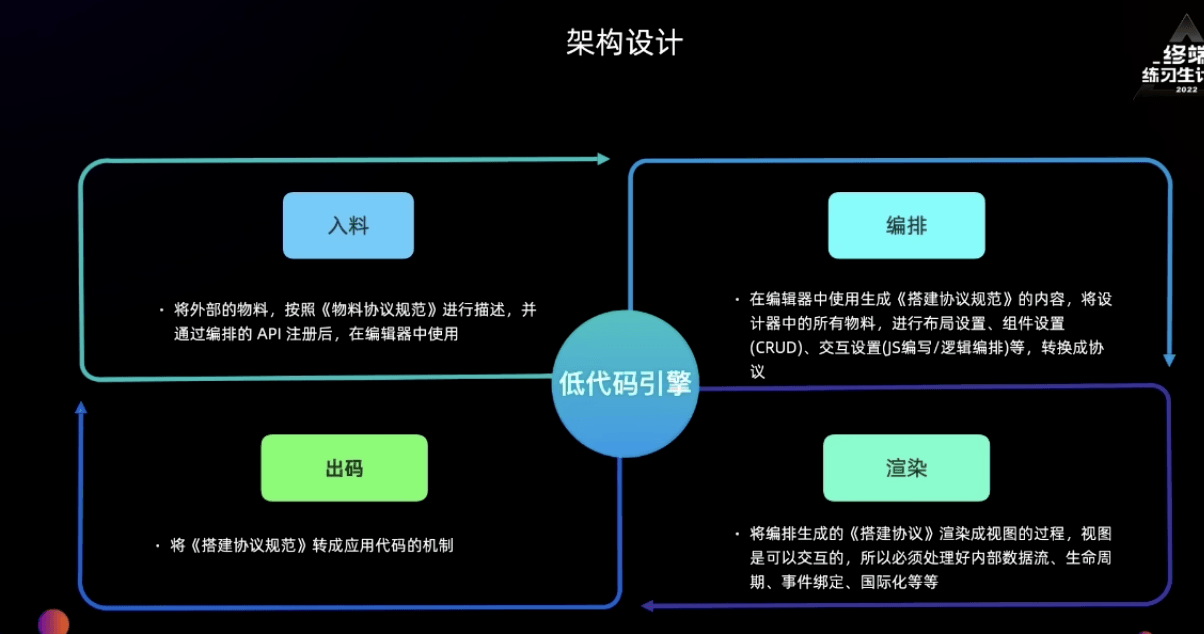 架构设计
终端
练习生计
2022
入料
· 将外部的物料，按照《物料协议规范》进行描述，并
通过编排的 API 注册后，在编辑器中使用
编排
· 在编辑器中使用生成《搭建协议规范》的内容，将设
计器中的所有物料，进行布局设置、组件设置
(CRUD)、交互设置(JS编写/逻辑编排)等，转换成协
议
低代码引擎
出码
· 将《搭建协议规范》转成应用代码的机制
渲染
· 将编排生成的《搭建协议》渲染成视图的过程，视图
是可以交互的，所以必须处理好内部数据流、生命周
期、事件绑定、国际化等等